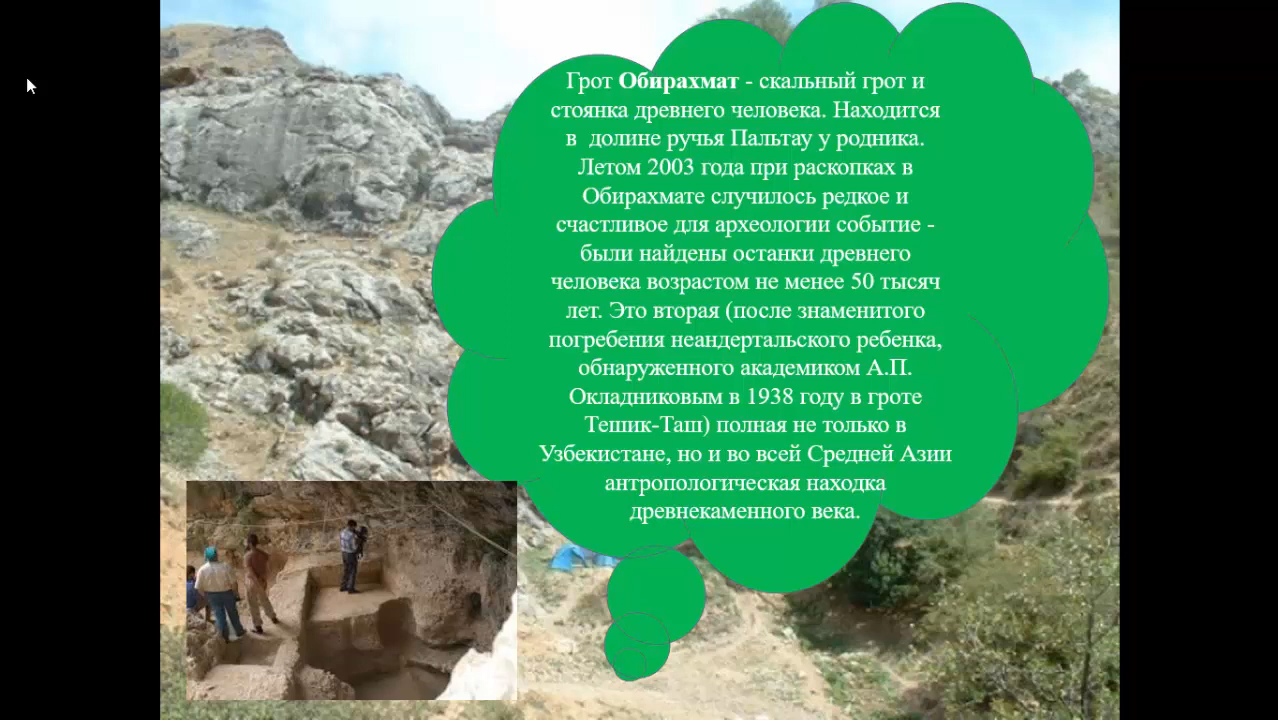 Грот Обирахмат - скальный грот и
стоянка древнего человека. Находится
в долине ручья Пальтау у родника.
Летом 2003 года при раскопках в
Обирахмате случилось редкое и
счастливое для археологии событие -
были найдены останки древнего
человека возрастом не менее 50 тысяч
лет. Это вторая (после знаменитого
погребения неандертальского ребенка,
обнаруженного академиком А.П.
Окладниковым в 1938 году в гроте
Тешик-Таш) полная не только в
Узбекистане, но и во всей Средней Азии
антропологическая находка
древнекаменного века.